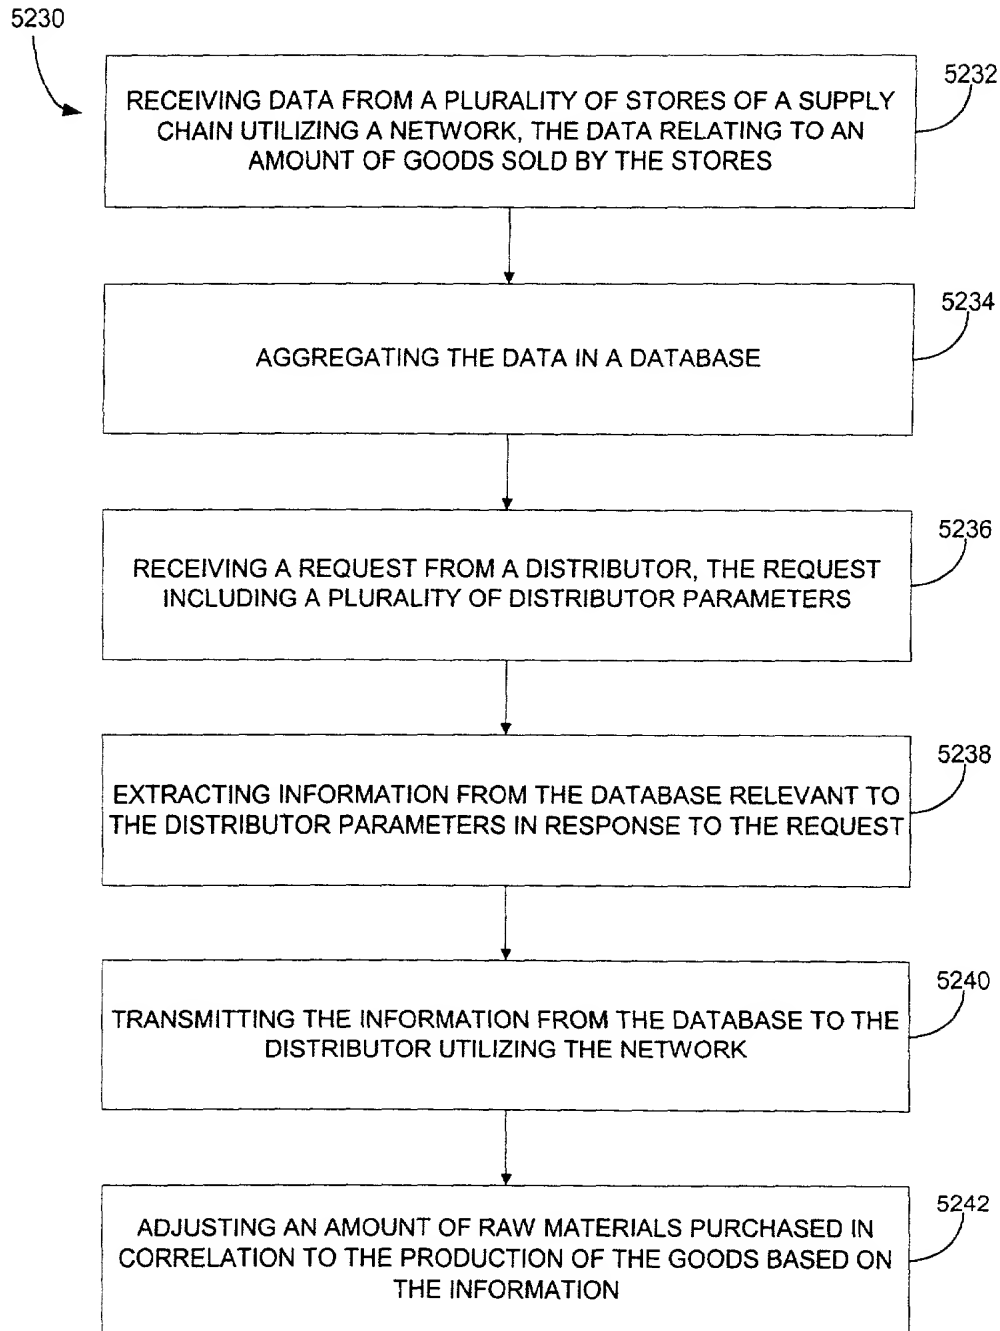 5230
5232
RECEIVING DATA FROM A PLURALITY OF STORES OF A SUPPLY
CHAIN UTILIZING A NETWORK, THE DATA RELATING TO AN
AMOUNT OF GOODS SOLD BY THE STORES
5234
AGGREGATING THE DATA IN A DATABASE
5236
RECEIVING A REQUEST FROM A DISTRIBUTOR, THE REQUEST
INCLUDING A PLURALITY OF DISTRIBUTOR PARAMETERS
5238
EXTRACTING INFORMATION FROM THE DATABASE RELEVANT TO
THE DISTRIBUTOR PARAMETERS IN RESPONSE TO THE REQUEST
5240
TRANSMITTING THE INFORMATION FROM THE DATABASE TO THE
DISTRIBUTOR UTILIZING THE NETWORK
5242
ADJUSTING AN AMOUNT OF RAW MATERIALS PURCHASED IN
CORRELATION TO THE PRODUCTION OF THE GOODS BASED ON
THE INFORMATION